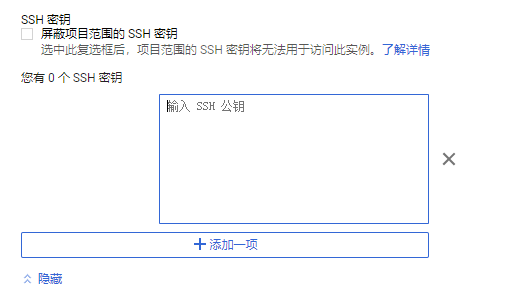 SSH 密钥
屏蔽项目范围的 SSH 密钥
选中此复选框后，项目范围的 SSH 密钥将无法用于访问此实例。了解详情
您有 0 个 SSH 密钥
输入 SSH 公钥
添加一项
隐藏